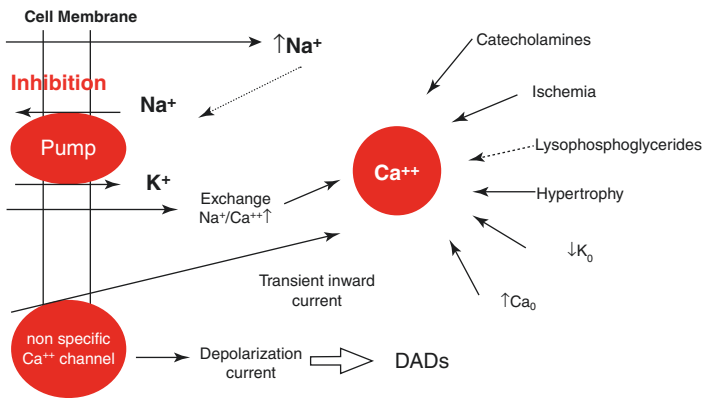 Cell Membrane
↑Na⁺
Catecholamines
Inhibition
Ischemia
Na⁺
Pump
Lysophosphoglycerides
Ca⁺⁺
K⁺
Hypertrophy
Exchange
Na⁺/Ca⁺⁺↑
↓K₀
Transient inward
current
↑Ca₀
non specific
Ca⁺⁺ channel
Depolarization
current
DADs